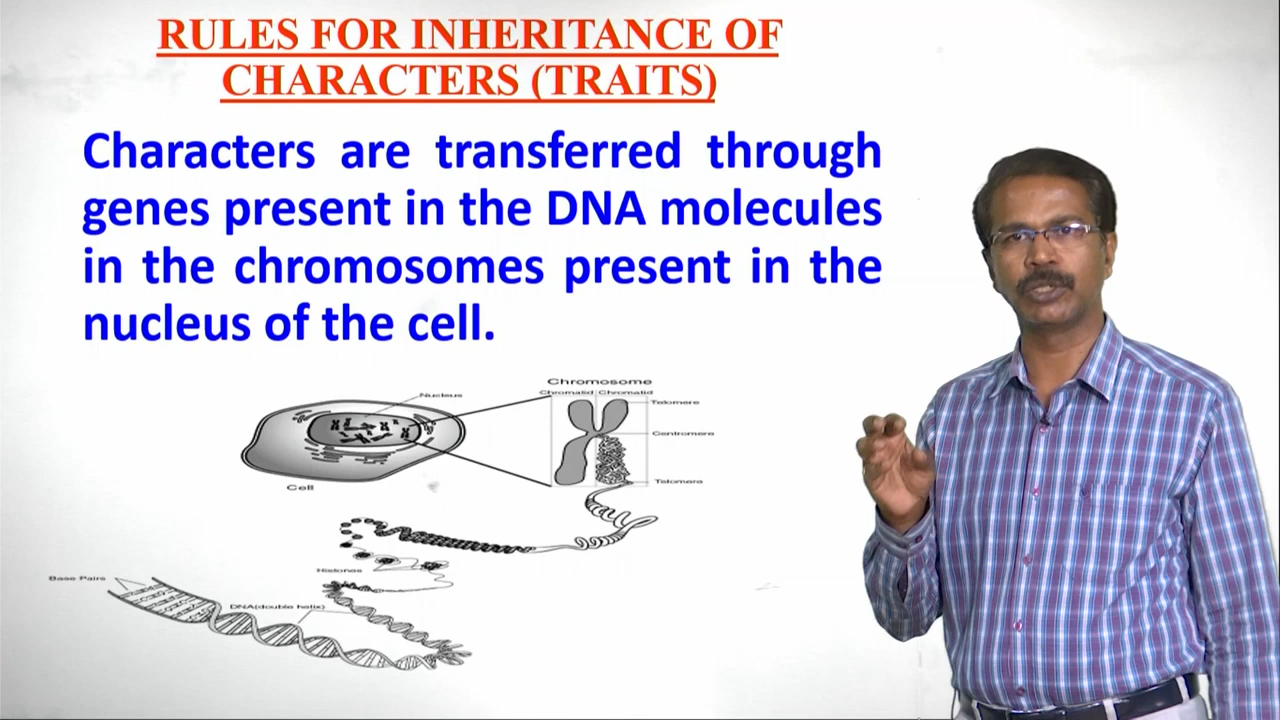 RULES FOR INHERITANCE OF
CHARACTERS (TRAITS)
Characters are transferred through
genes present in the DNA molecules
in the chromosomes present in the
nucleus of the cell.
Chromosome
Chromatid Chromatid
Nucleus
Telomere
Centromere
Telomere
Cell
Histones
Base Pairs
DNA(double helix)